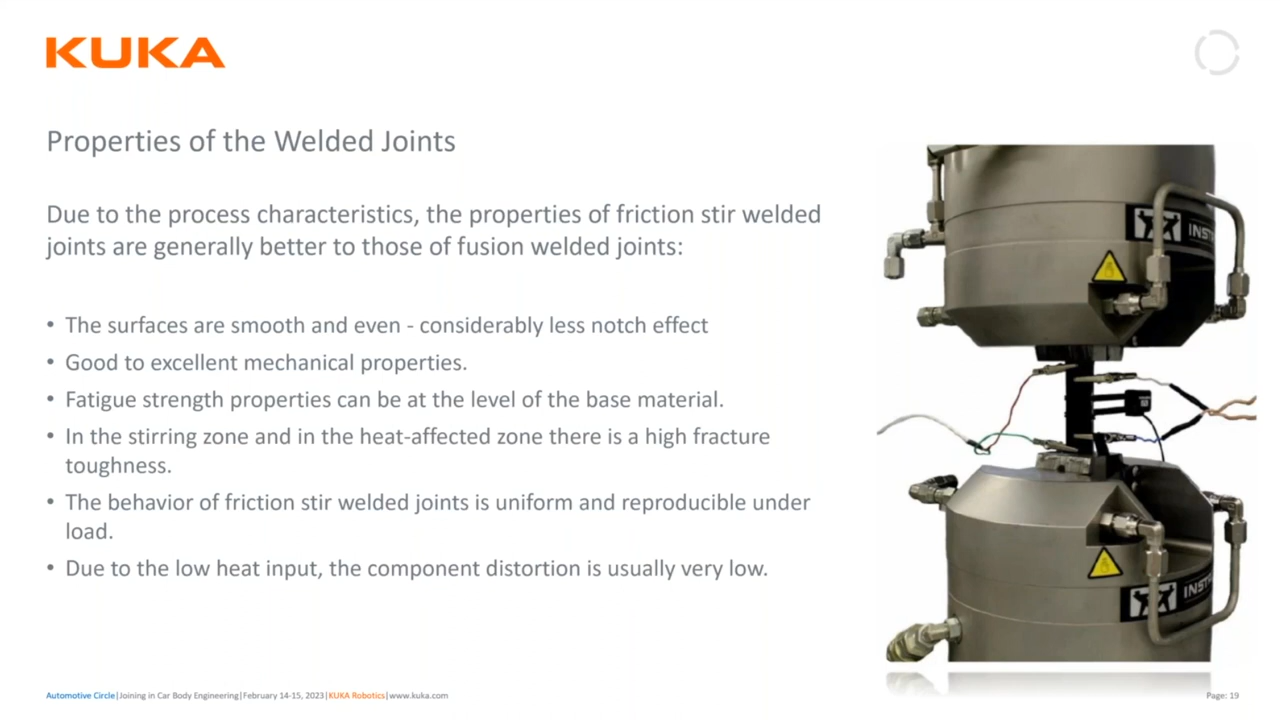 KUKA
Properties of the Welded Joints
Due to the process characteristics, the properties of friction stir welded
joints are generally better to those of fusion welded joints:
• The surfaces are smooth and even - considerably less notch effect
• Good to excellent mechanical properties.
• Fatigue strength properties can be at the level of the base material.
• In the stirring zone and in the heat-affected zone there is a high fracture
toughness.
• The behavior of friction stir welded joints is uniform and reproducible under
load.
• Due to the low heat input, the component distortion is usually very low.
INST
INST
Automotive Circle|Joining in Car Body Engineering|February 14-15, 2023|KUKA Robotics|www.kuka.com
Page: 19